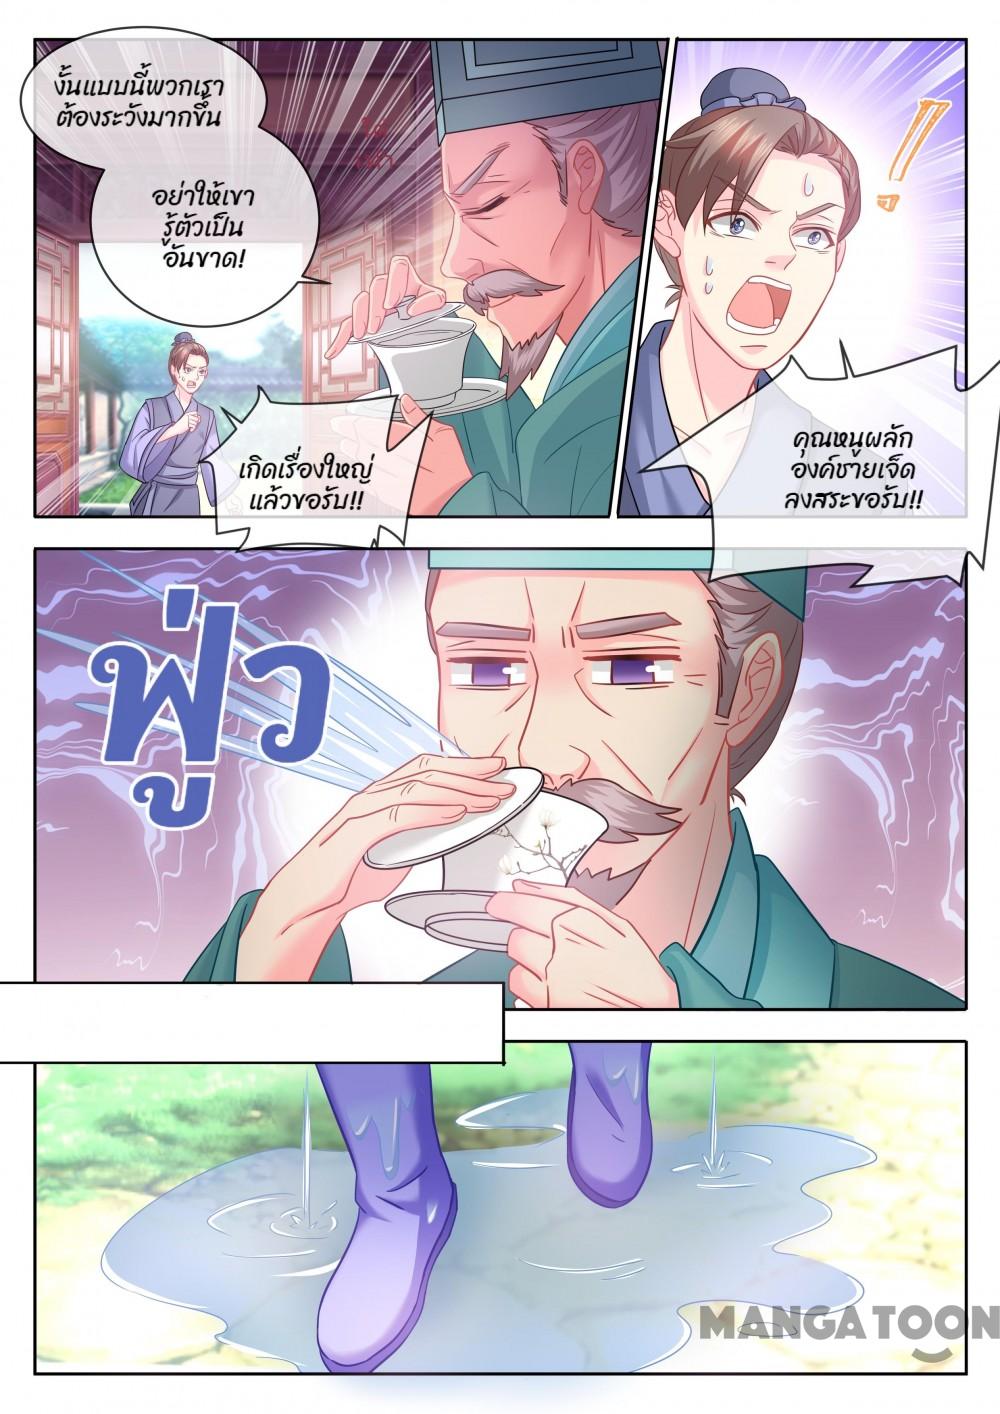 งั้นแบบนี้พวกเรา
ต้องระวังมากขึ้น
อย่าให้เขา
รู้ตัวเป็น
อันขาด!
เกิดเรื่องใหญ่
แล้วขอรับ!!
คุณหนูผลัก
องค์ชายเจ็ด
ลงสระขอรับ!!
ฟู่ว
MANGATOON